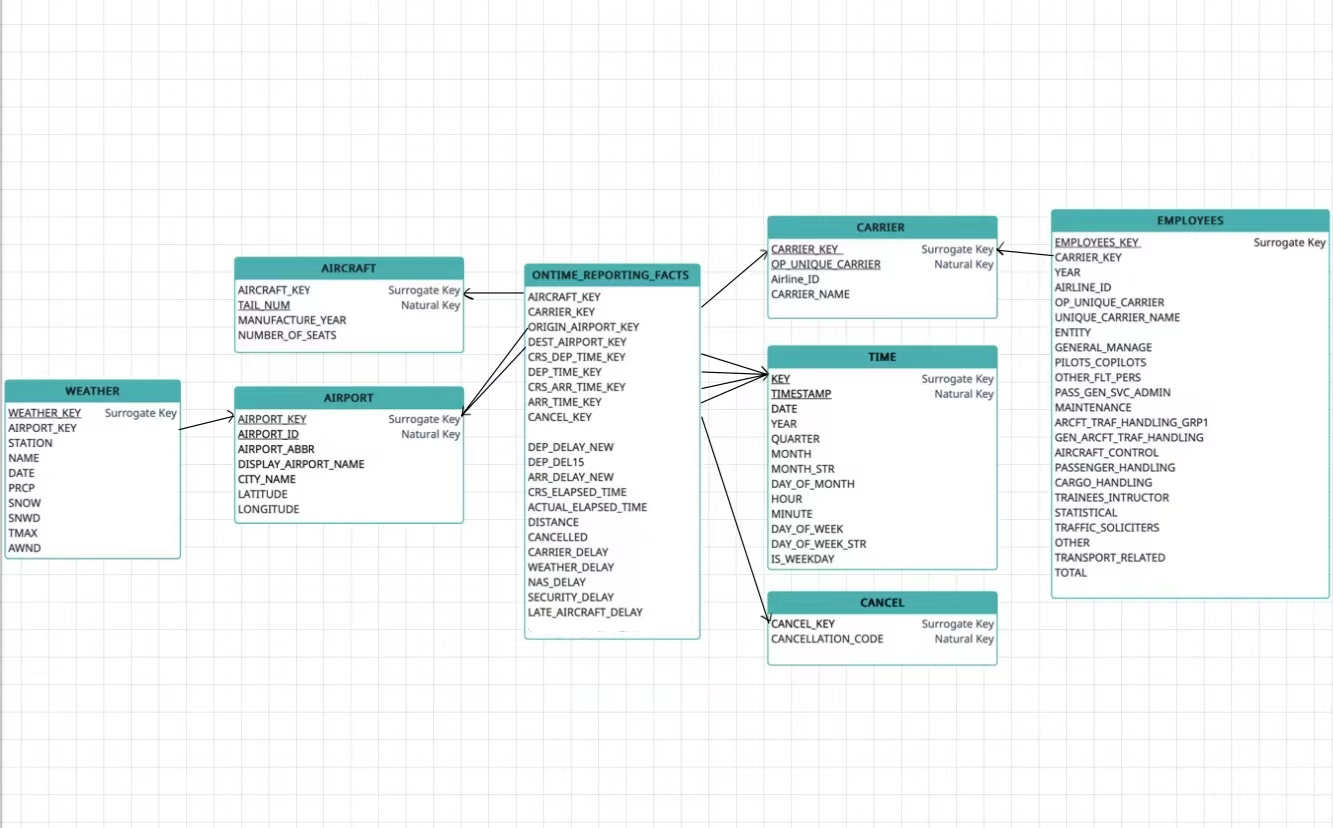 AIRCRAFT
AIRCRAFT_KEY Surrogate Key
TAIL_NUM Natural Key
MANUFACTURE_YEAR
NUMBER_OF_SEATS
WEATHER
WEATHER_KEY Surrogate Key
AIRPORT_KEY
STATION
NAME
DATE
PRCP
SNOW
SNWD
TMAX
AWND
AIRPORT
AIRPORT_KEY Surrogate Key
AIRPORT_ID Natural Key
AIRPORT_ABBR
DISPLAY_AIRPORT_NAME
CITY_NAME
LATITUDE
LONGITUDE
ONTIME_REPORTING_FACTS
AIRCRAFT_KEY
CARRIER_KEY
ORIGIN_AIRPORT_KEY
DEST_AIRPORT_KEY
CRS_DEP_TIME_KEY
DEP_TIME_KEY
CRS_ARR_TIME_KEY
ARR_TIME_KEY
CANCEL_KEY
DEP_DELAY_NEW
DEP_DEL15
ARR_DELAY_NEW
CRS_ELAPSED_TIME
ACTUAL_ELAPSED_TIME
DISTANCE
CANCELLED
CARRIER_DELAY
WEATHER_DELAY
NAS_DELAY
SECURITY_DELAY
LATE_AIRCRAFT_DELAY
CARRIER
CARRIER_KEY Surrogate Key
OP_UNIQUE_CARRIER Natural Key
Airline_ID
CARRIER_NAME
TIME
KEY Surrogate Key
TIMESTAMP Natural Key
DATE
YEAR
QUARTER
MONTH
MONTH_STR
DAY_OF_MONTH
HOUR
MINUTE
DAY_OF_WEEK
DAY_OF_WEEK_STR
IS_WEEKDAY
CANCEL
CANCEL_KEY Surrogate Key
CANCELLATION_CODE Natural Key
EMPLOYEES
EMPLOYEES_KEY Surrogate Key
CARRIER_KEY
YEAR
AIRLINE_ID
OP_UNIQUE_CARRIER
UNIQUE_CARRIER_NAME
ENTITY
GENERAL_MANAGE
PILOTS_COPILOTS
OTHER_FLT_PERS
PASS_GEN_SVC_ADMIN
MAINTENANCE
ARCFT_TRAF_HANDLING_GRP1
GEN_ARCFT_TRAF_HANDLING
AIRCRAFT_CONTROL
PASSENGER_HANDLING
CARGO_HANDLING
TRAINEES_INTRUCTOR
STATISTICAL
TRAFFIC_SOLICITERS
OTHER
TRANSPORT_RELATED
TOTAL